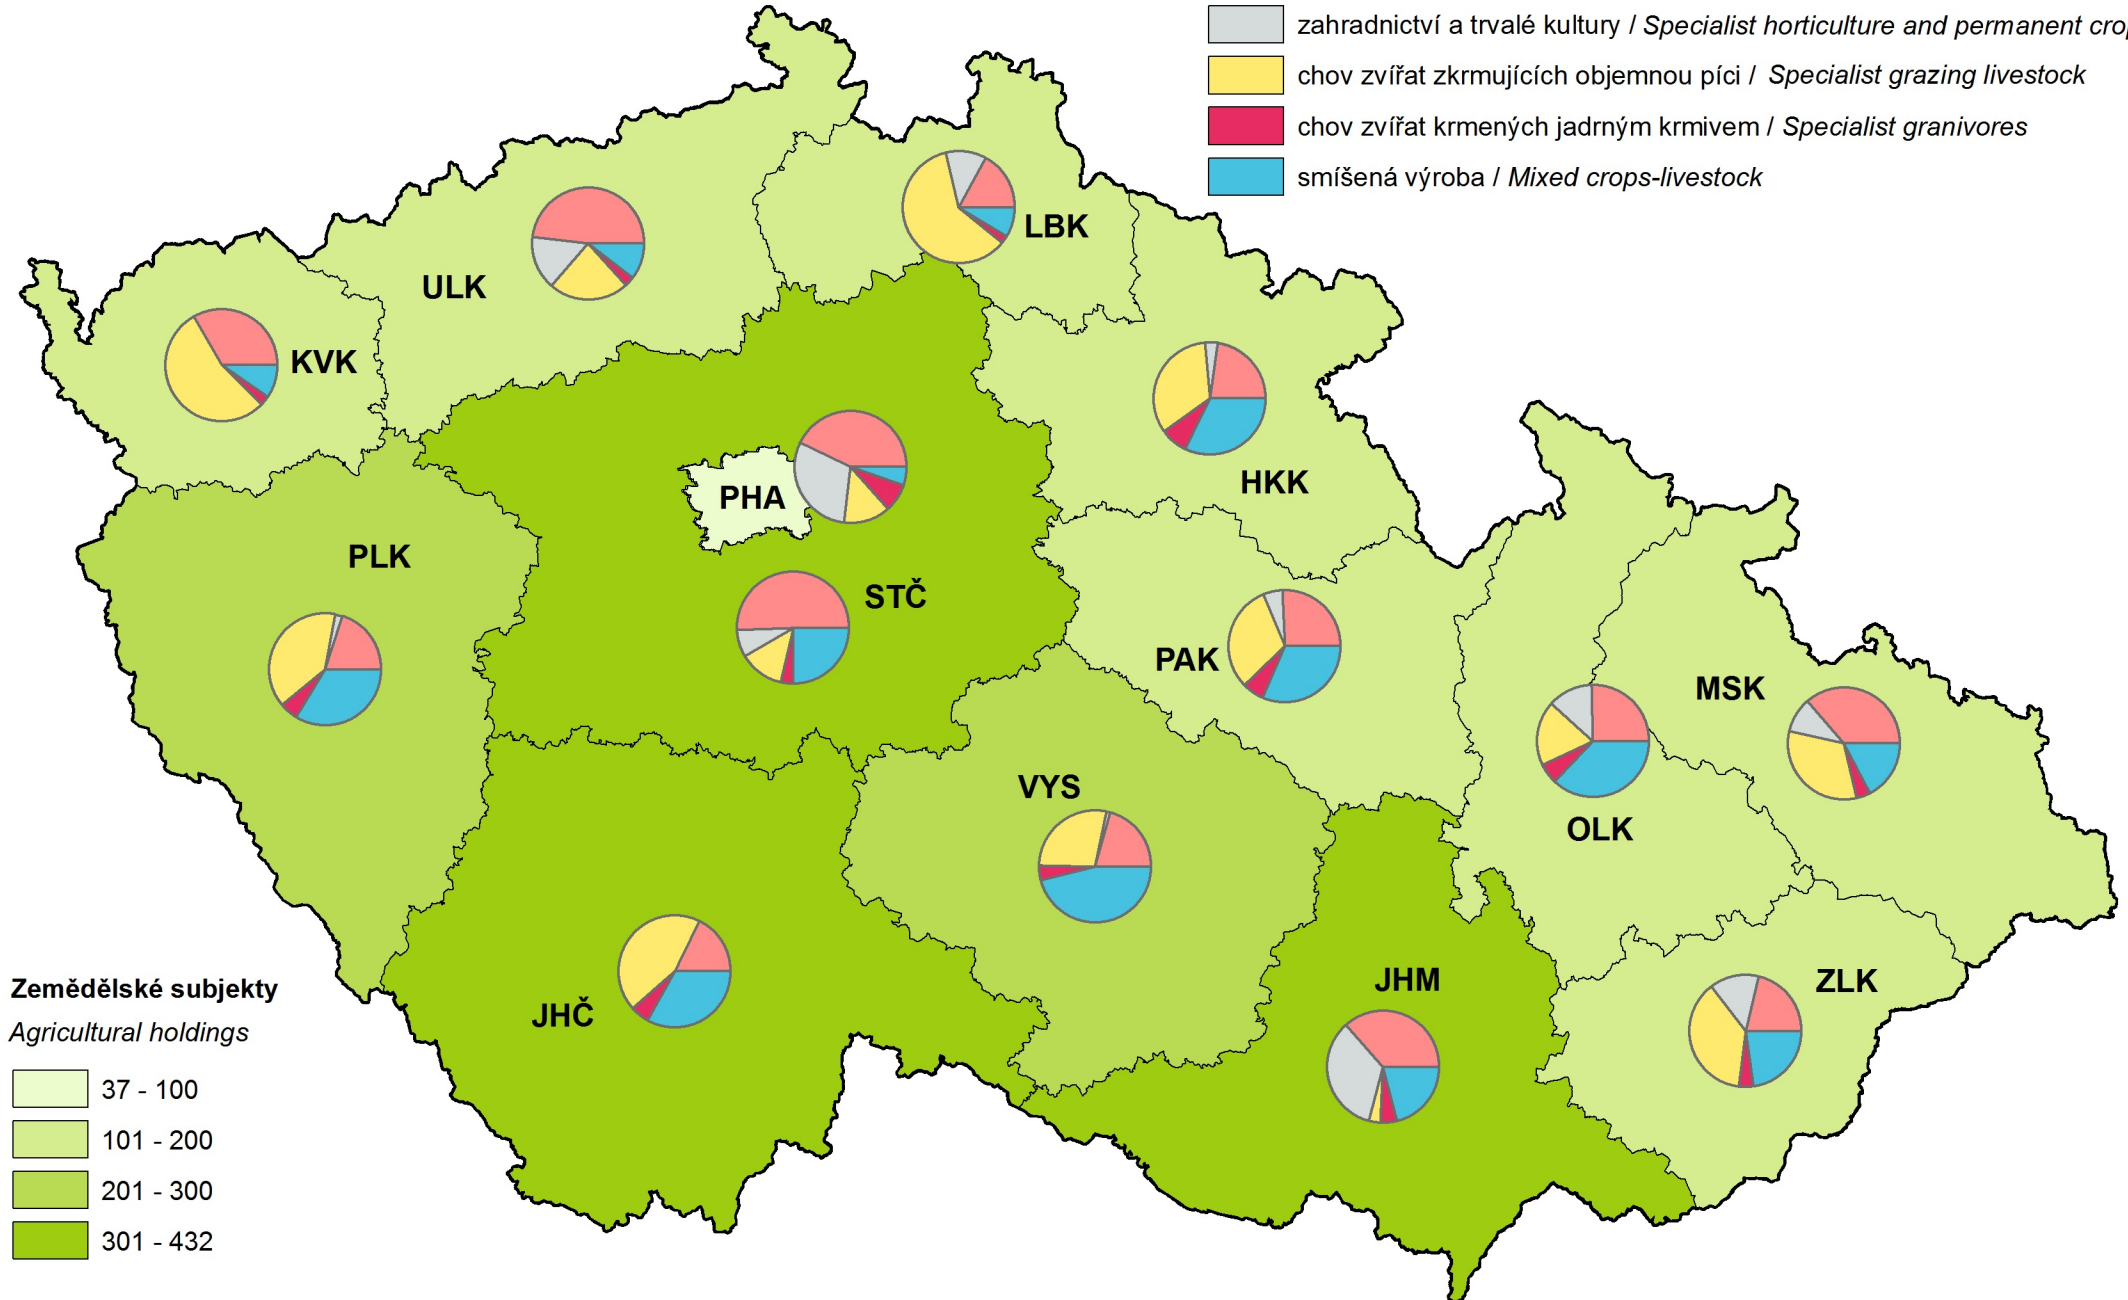 zahradnictví a trvalé kultury / Specialist horticulture and permanent cro
chov zvířat zkrmujících objemnou píci / Specialist grazing livestock
chov zvířat krmených jadrným krmivem / Specialist granivores
smíšená výroba / Mixed crops-livestock
LBK
ULK
KVK
HKK
PHA
PLK
STČ
PAK
MSK
VYS
OLK
JHM
ZLK
JHČ
Zemědělské subjekty
Agricultural holdings
37 - 100
101 - 200
201 - 300
301 - 432